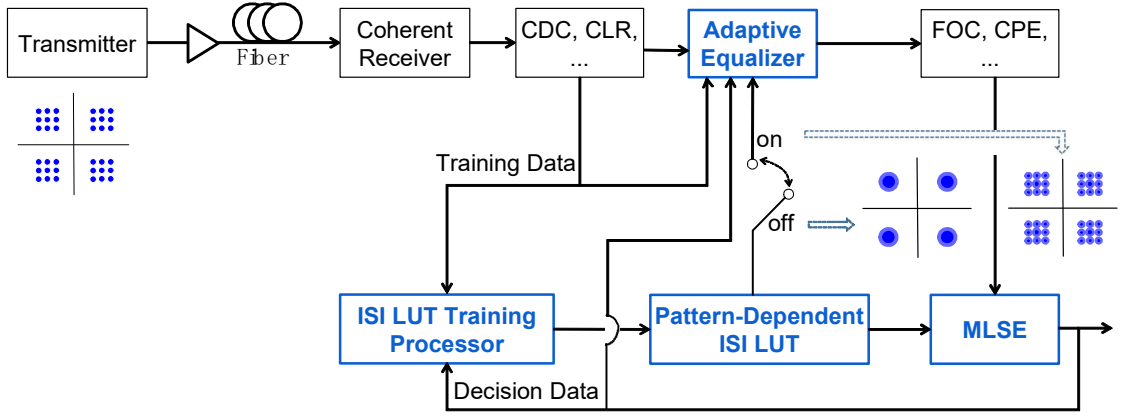 Transmitter
Fiber
Coherent
Receiver
CDC, CLR,
...
Adaptive
Equalizer
FOC, CPE,
...
on
Training Data
off
ISI LUT Training
Processor
Pattern-Dependent
ISI LUT
MLSE
Decision Data